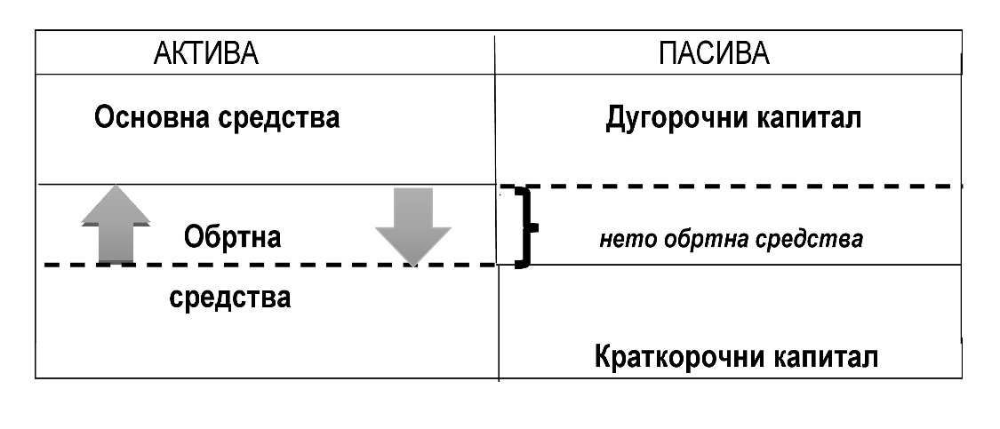 АКТИВА ПАСИВА
Основна средства Дугорочни капитал
Обртна нето обртна средства
средства
Краткорочни капитал